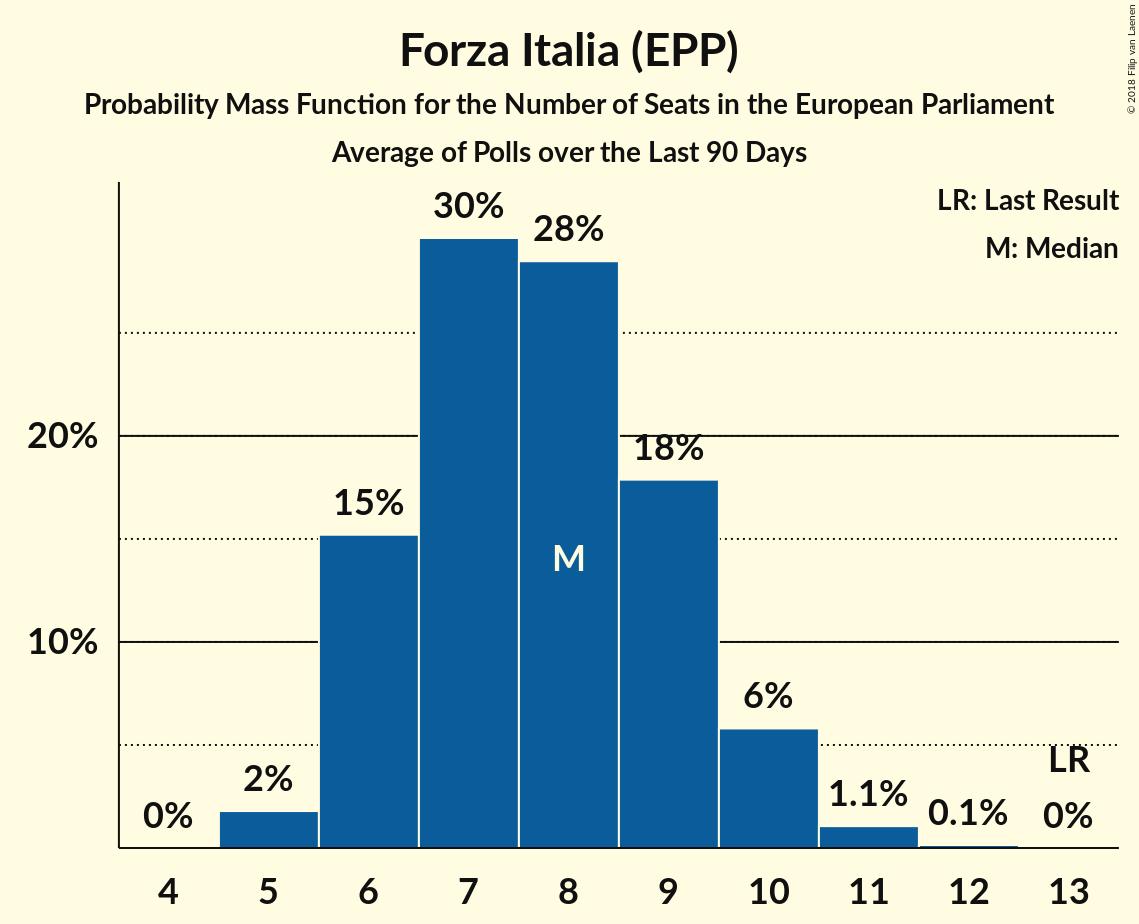 Forza Italia (EPP)
Probability Mass Function for the Number of Seats in the European Parliament
Average of Polls over the Last 90 Days
© 2018 Filip van Laenen
LR: Last Result
M: Median
30%
28%
20%
18%
15%
M
10%
6%
LR
2%
1.1%
0.1%
0%
0%
4 5 6 7 8 9 10 11 12 13